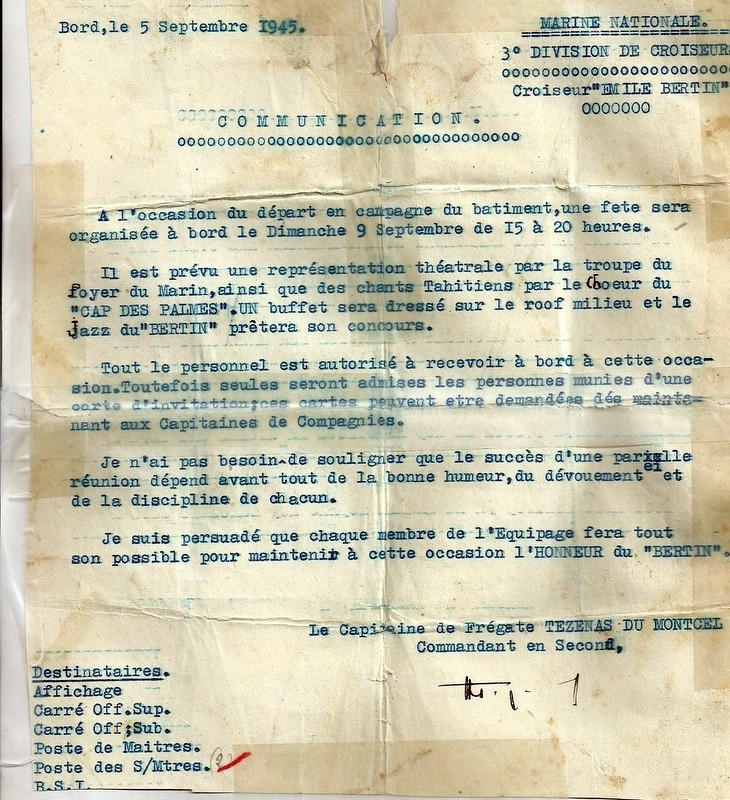 Bord,le 5 Septembre I945.
MARINE NATIONALE.
3° DIVISION DE CROISEUR
ooooooooooooooooooooooo
Croiseur"EMILE BERTIN"
OOOOOOO
C O M M U N I C A T I O N .
ooooooooooooooooooooooooooooooooooo
A l'occasion du départ en campagne du batiment,une fete sera
organisée à bord le Dimanche 9 Septembre de I5 à 20 heures.
Il est prévu une représentation théatrale par la troupe du
foyer du Marin,ainsi que des chants Tahitiens par le Choeur du
"CAP DES PALMES".UN buffet sera dressé sur le roof milieu et le
jazz du"BERTIN" prêtera son concours.
Tout le personnel est autorisé à recevoir à bord à cette occa-
sion.Toutefois seules seront admises les personnes munies d'une
carte d'invitation;ces cartes peuvent etre demandées dés mainte-
nant aux Capitaines de Compagnies.
Je n'ai pas besoin de souligner que le succès d'une pareille
réunion dépend avant tout de la bonne humeur,du dévouement et
de la discipline de chacun.
Je suis persuadé que chaque membre de l'Equipage fera tout
son possible pour maintenir à cette occasion l'HONNEUR du "BERTIN".
Le Capitaine de Frégate TEZENAS DU MONTCEL
Commandant en Second,
Destinataires.
Affichage
Carré Off.Sup.
Carré Off;Sub.
Poste de Maitres.
Poste des S/Mtres.
B.S.I.